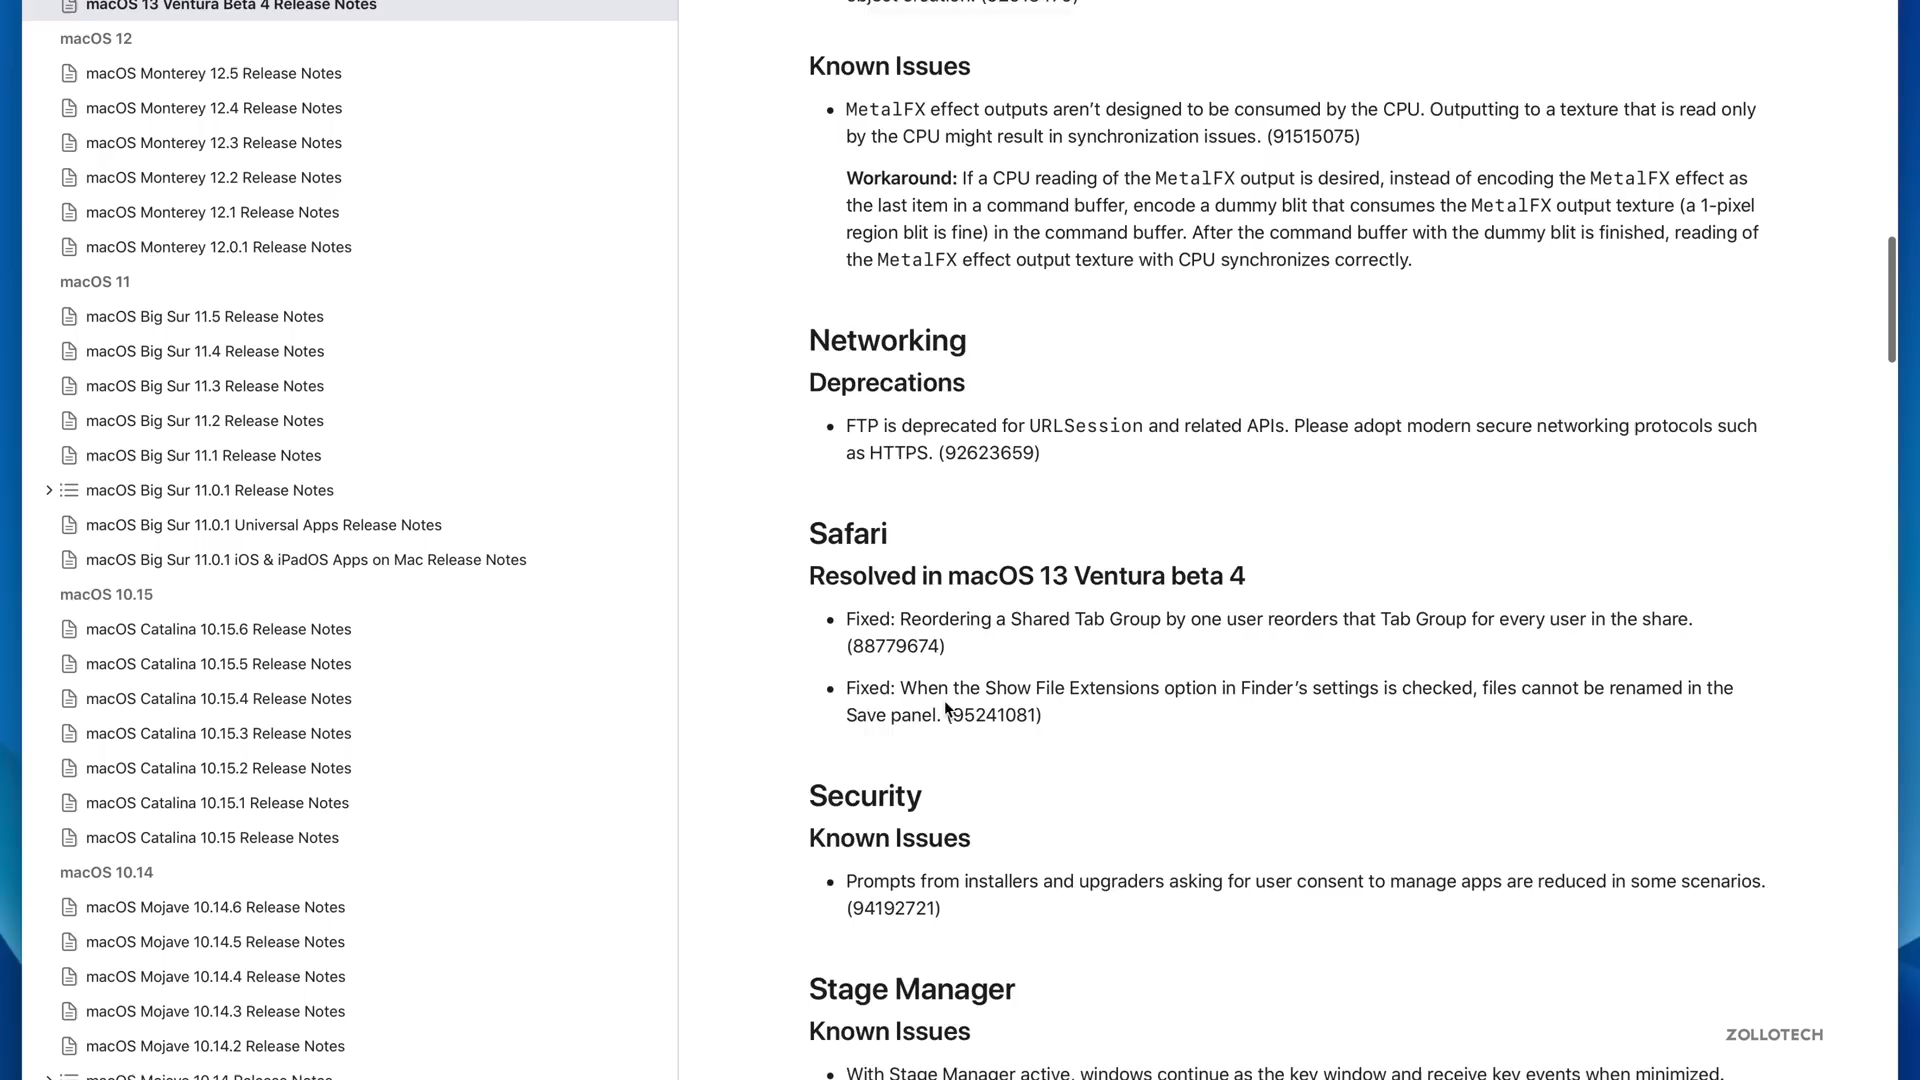 macOS 13 Ventura Beta 4 Release Notes
macOS 12
macOS Monterey 12.5 Release Notes
macOS Monterey 12.4 Release Notes
macOS Monterey 12.3 Release Notes
macOS Monterey 12.2 Release Notes
macOS Monterey 12.1 Release Notes
macOS Monterey 12.0.1 Release Notes
macOS 11
macOS Big Sur 11.5 Release Notes
macOS Big Sur 11.4 Release Notes
macOS Big Sur 11.3 Release Notes
macOS Big Sur 11.2 Release Notes
macOS Big Sur 11.1 Release Notes
macOS Big Sur 11.0.1 Release Notes
macOS Big Sur 11.0.1 Universal Apps Release Notes
macOS Big Sur 11.0.1 iOS & iPadOS Apps on Mac Release Notes
macOS 10.15
macOS Catalina 10.15.6 Release Notes
macOS Catalina 10.15.5 Release Notes
macOS Catalina 10.15.4 Release Notes
macOS Catalina 10.15.3 Release Notes
macOS Catalina 10.15.2 Release Notes
macOS Catalina 10.15.1 Release Notes
macOS Catalina 10.15 Release Notes
macOS 10.14
macOS Mojave 10.14.6 Release Notes
macOS Mojave 10.14.5 Release Notes
macOS Mojave 10.14.4 Release Notes
macOS Mojave 10.14.3 Release Notes
macOS Mojave 10.14.2 Release Notes
macOS Mojave 10.14 Release Notes
object creation.
Known Issues
• MetalFX effect outputs aren’t designed to be consumed by the CPU. Outputting to a texture that is read only
by the CPU might result in synchronization issues. (91515075)
Workaround: If a CPU reading of the MetalFX output is desired, instead of encoding the MetalFX effect as
the last item in a command buffer, encode a dummy blit that consumes the MetalFX output texture (a 1-pixel
region blit is fine) in the command buffer. After the command buffer with the dummy blit is finished, reading of
the MetalFX effect output texture with CPU synchronizes correctly.
Networking
Deprecations
• FTP is deprecated for URLSession and related APIs. Please adopt modern secure networking protocols such
as HTTPS. (92623659)
Safari
Resolved in macOS 13 Ventura beta 4
• Fixed: Reordering a Shared Tab Group by one user reorders that Tab Group for every user in the share.
(88779674)
• Fixed: When the Show File Extensions option in Finder’s settings is checked, files cannot be renamed in the
Save panel. (95241081)
Security
Known Issues
• Prompts from installers and upgraders asking for user consent to manage apps are reduced in some scenarios.
(94192721)
Stage Manager
Known Issues
• With Stage Manager active, windows continue as the key window and receive key events when minimized.
ZOLLOTECH